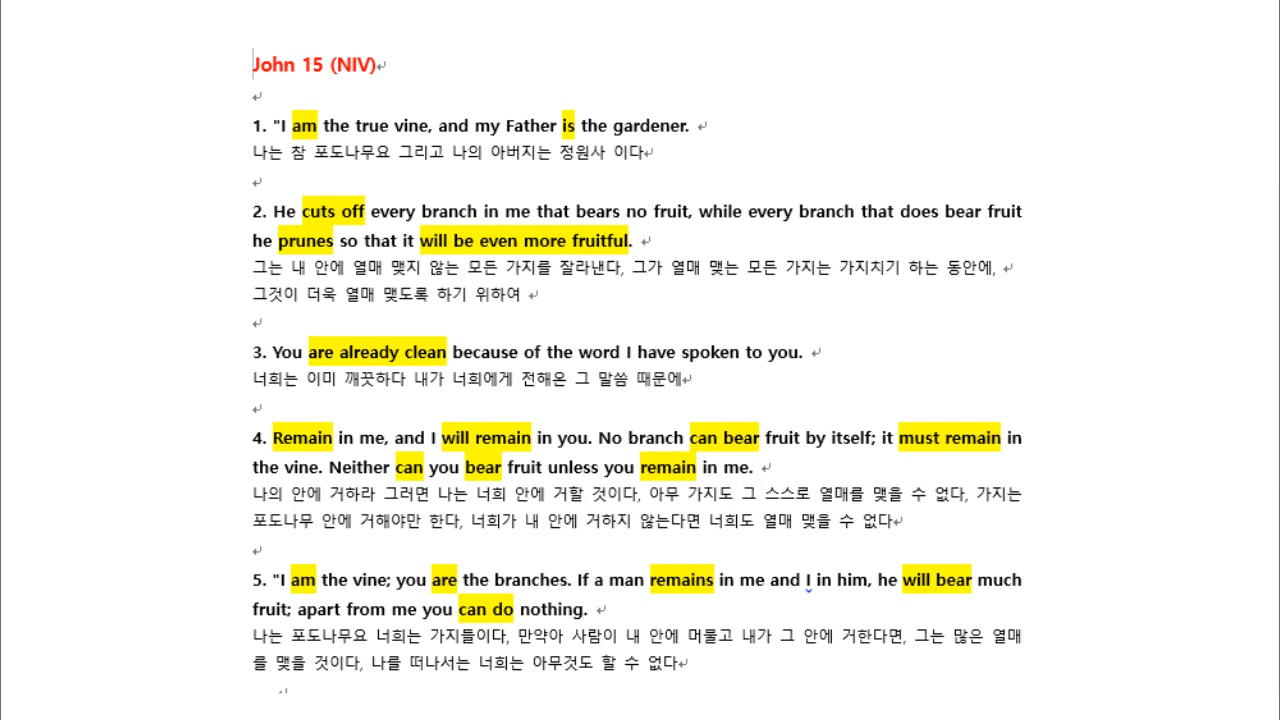 John 15 (NIV)
1. "I am the true vine, and my Father is the gardener.
나는 참 포도나무요 그리고 나의 아버지는 정원사 이다
2. He cuts off every branch in me that bears no fruit, while every branch that does bear fruit
he prunes so that it will be even more fruitful.
그는 내 안에 열매 맺지 않는 모든 가지를 잘라낸다, 그가 열매 맺는 모든 가지는 가지치기 하는 동안에,
그것이 더욱 열매 맺도록 하기 위하여
3. You are already clean because of the word I have spoken to you.
너희는 이미 깨끗하다 내가 너희에게 전해온 그 말씀 때문에
4. Remain in me, and I will remain in you. No branch can bear fruit by itself; it must remain in
the vine. Neither can you bear fruit unless you remain in me.
나의 안에 거하라 그러면 나는 너희 안에 거할 것이다, 아무 가지도 그 스스로 열매를 맺을 수 없다, 가지는
포도나무 안에 거해야만 한다, 너희가 내 안에 거하지 않는다면 너희도 열매 맺을 수 없다
5. "I am the vine; you are the branches. If a man remains in me and I in him, he will bear much
fruit; apart from me you can do nothing.
나는 포도나무요 너희는 가지들이다, 만약아 사람이 내 안에 머물고 내가 그 안에 거한다면, 그는 많은 열매
를 맺을 것이다, 나를 떠나서는 너희는 아무것도 할 수 없다